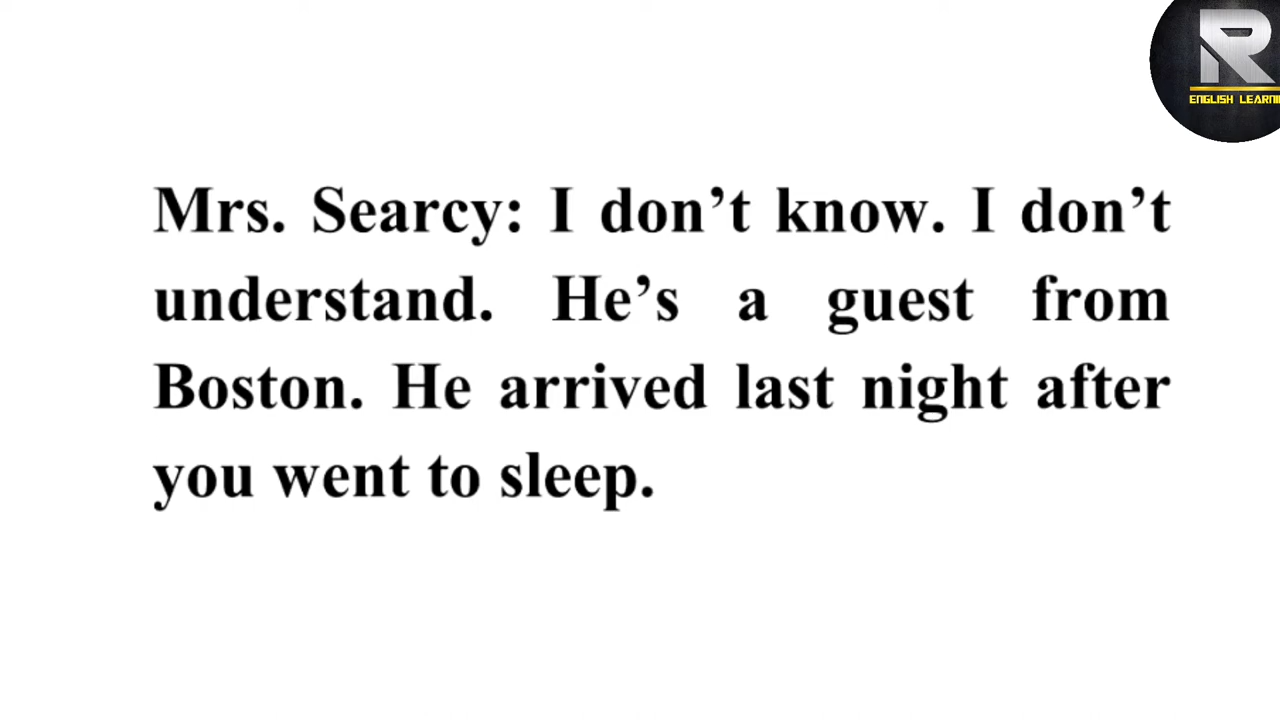 R
ENGLISH LEARNIN
Mrs. Searcy: I don’t know. I don’t
understand. He’s a guest from
Boston. He arrived last night after
you went to sleep.